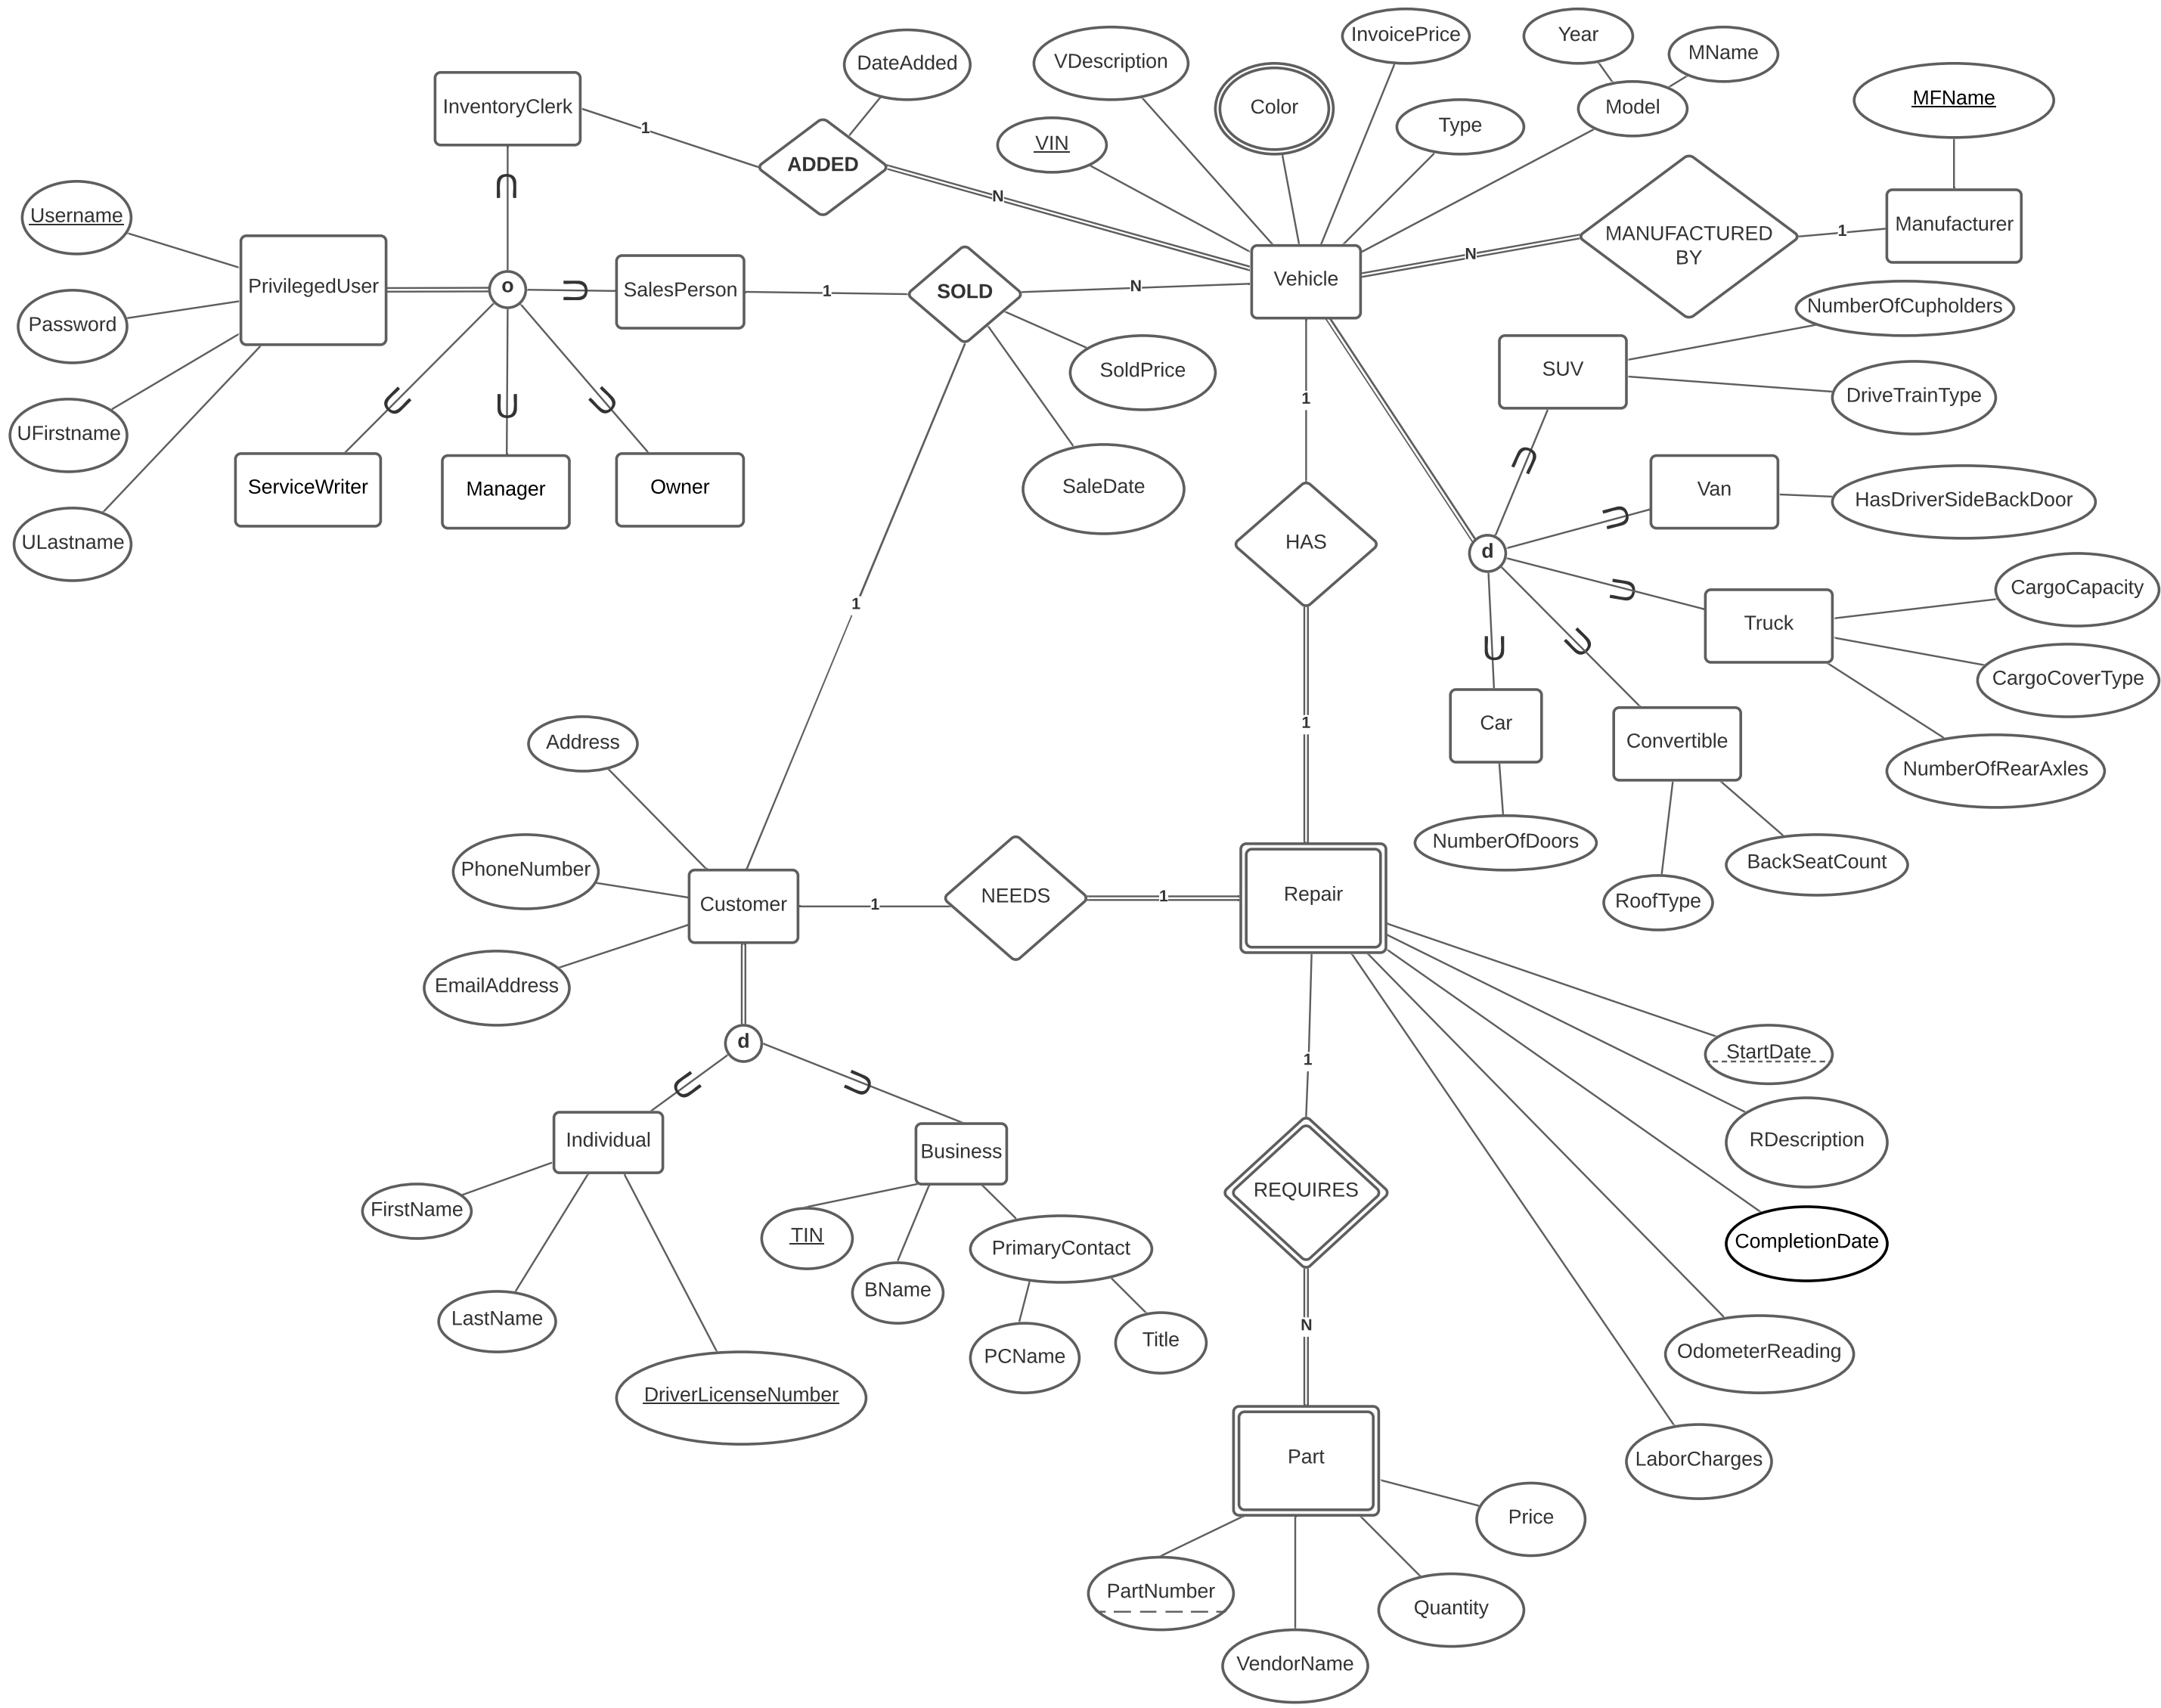 InvoicePrice
Year
MName
DateAdded
VDescription
InventoryClerk
Color
Model
MFName
1
Type
VIN
ADDED
N
Username
MANUFACTURED
BY
1
Manufacturer
N
PrivilegedUser
o
SalesPerson
1
SOLD
N
Vehicle
NumberOfCupholders
Password
SoldPrice
SUV
DriveTrainType
1
UFirstname
ServiceWriter
Manager
Owner
SaleDate
Van
HasDriverSideBackDoor
ULastname
HAS
d
CargoCapacity
1
Truck
CargoCoverType
Address
1
Car
Convertible
NumberOfRearAxles
PhoneNumber
NumberOfDoors
BackSeatCount
Customer
1
NEEDS
1
Repair
RoofType
EmailAddress
d
1
StartDate
Individual
Business
RDescription
FirstName
REQUIRES
TIN
PrimaryContact
CompletionDate
BName
LastName
N
PCName
Title
OdometerReading
DriverLicenseNumber
Part
LaborCharges
Price
PartNumber
Quantity
VendorName